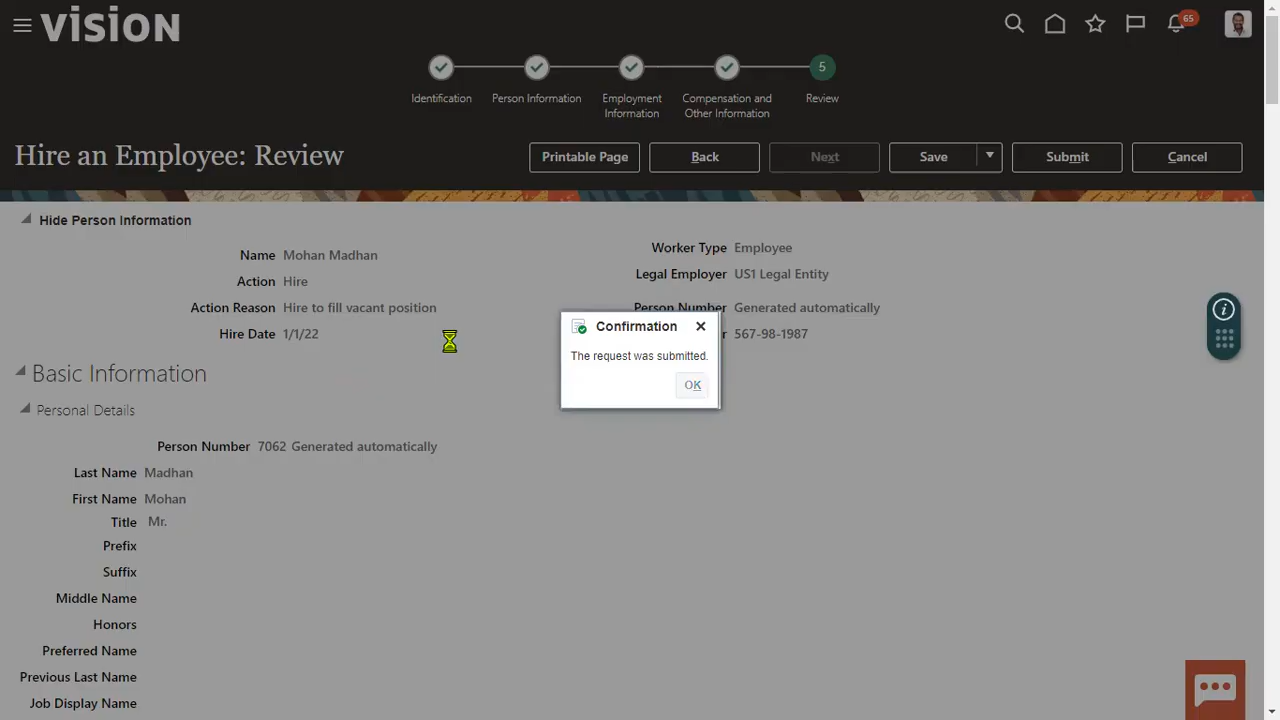 vision
65
5
Identification
Person Information
Employment
Information
Compensation and
Other Information
Review
Hire an Employee: Review
Printable Page
Back
Next
Save
Submit
Cancel
Hide Person Information
Name Mohan Madhan
Action Hire
Action Reason Hire to fill vacant position
Hire Date 1/1/22
Worker Type Employee
Legal Employer US1 Legal Entity
Person Number Generated automatically
567-98-1987
Confirmation
The request was submitted.
OK
Basic Information
Personal Details
Person Number 7062 Generated automatically
Last Name Madhan
First Name Mohan
Title Mr.
Prefix
Suffix
Middle Name
Honors
Preferred Name
Previous Last Name
Job Display Name